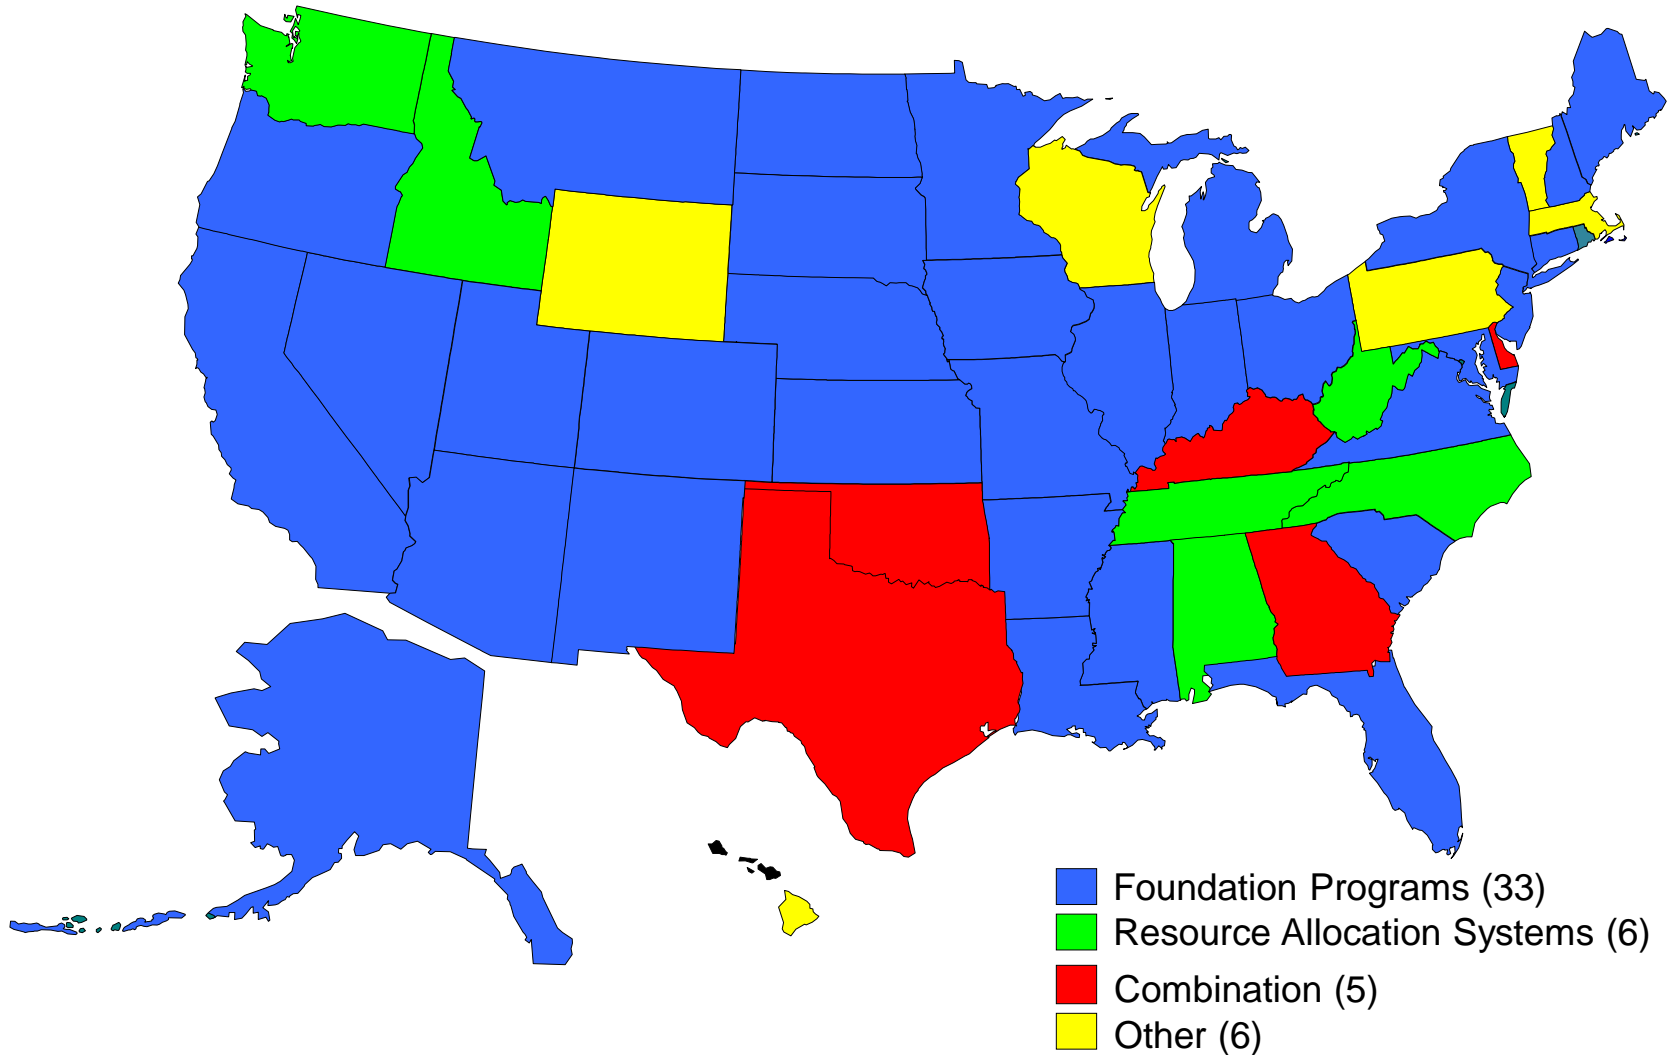 Foundation Programs (33)
Resource Allocation Systems (6)
Combination (5)
Other (6)